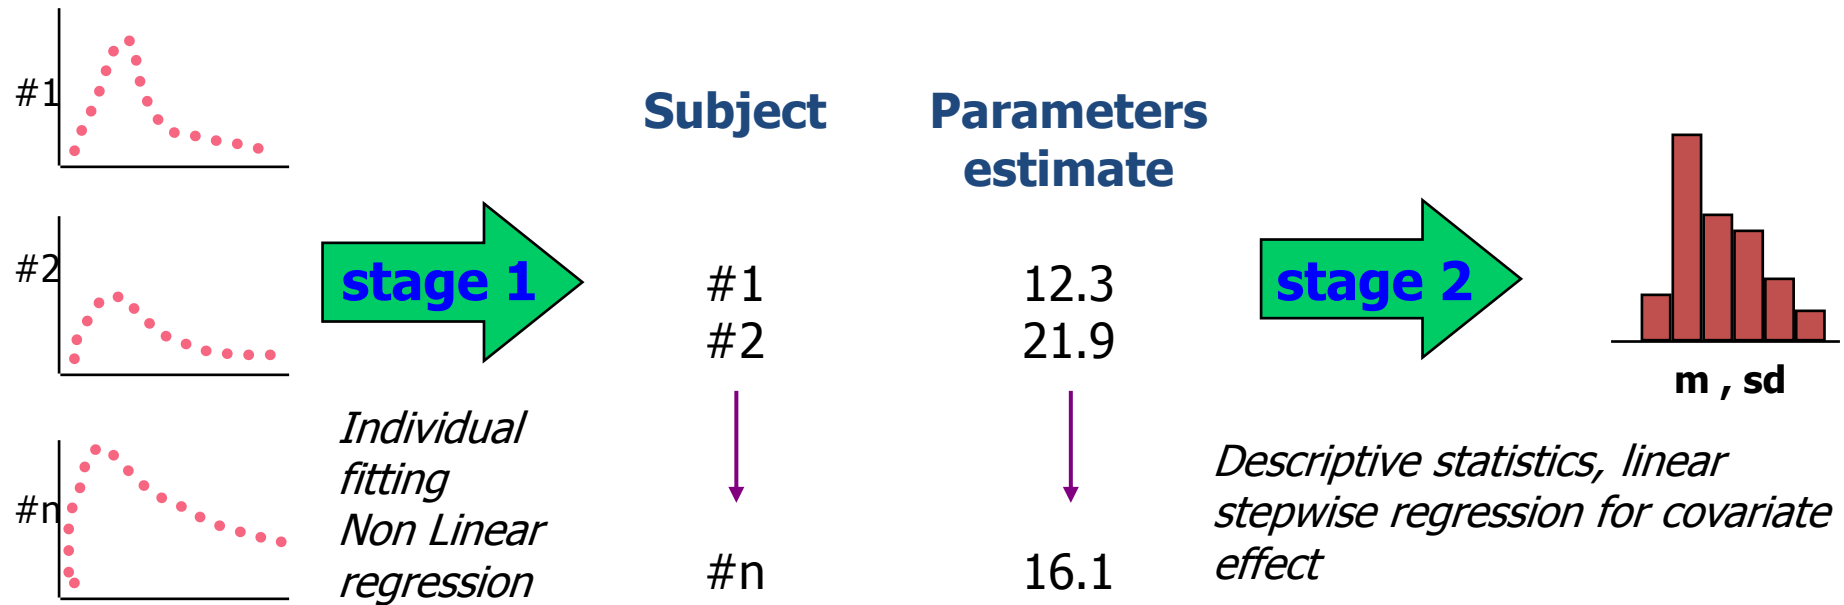 #1
#2
#n
stage 1
Individual
fitting
Non Linear
regression
Subject
Parameters
estimate
#1 12.3
#2 21.9
#n 16.1
stage 2
m , sd
Descriptive statistics, linear
stepwise regression for covariate
effect